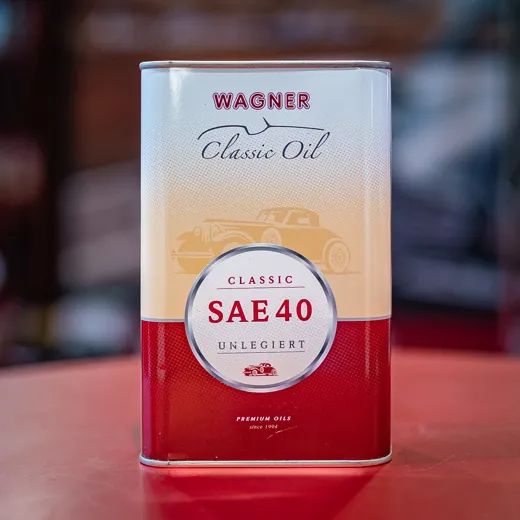 WAGNER
Classic Oil
CLASSIC
SAE 40
UNLEGIERT
PREMIUM OILS
since 1994